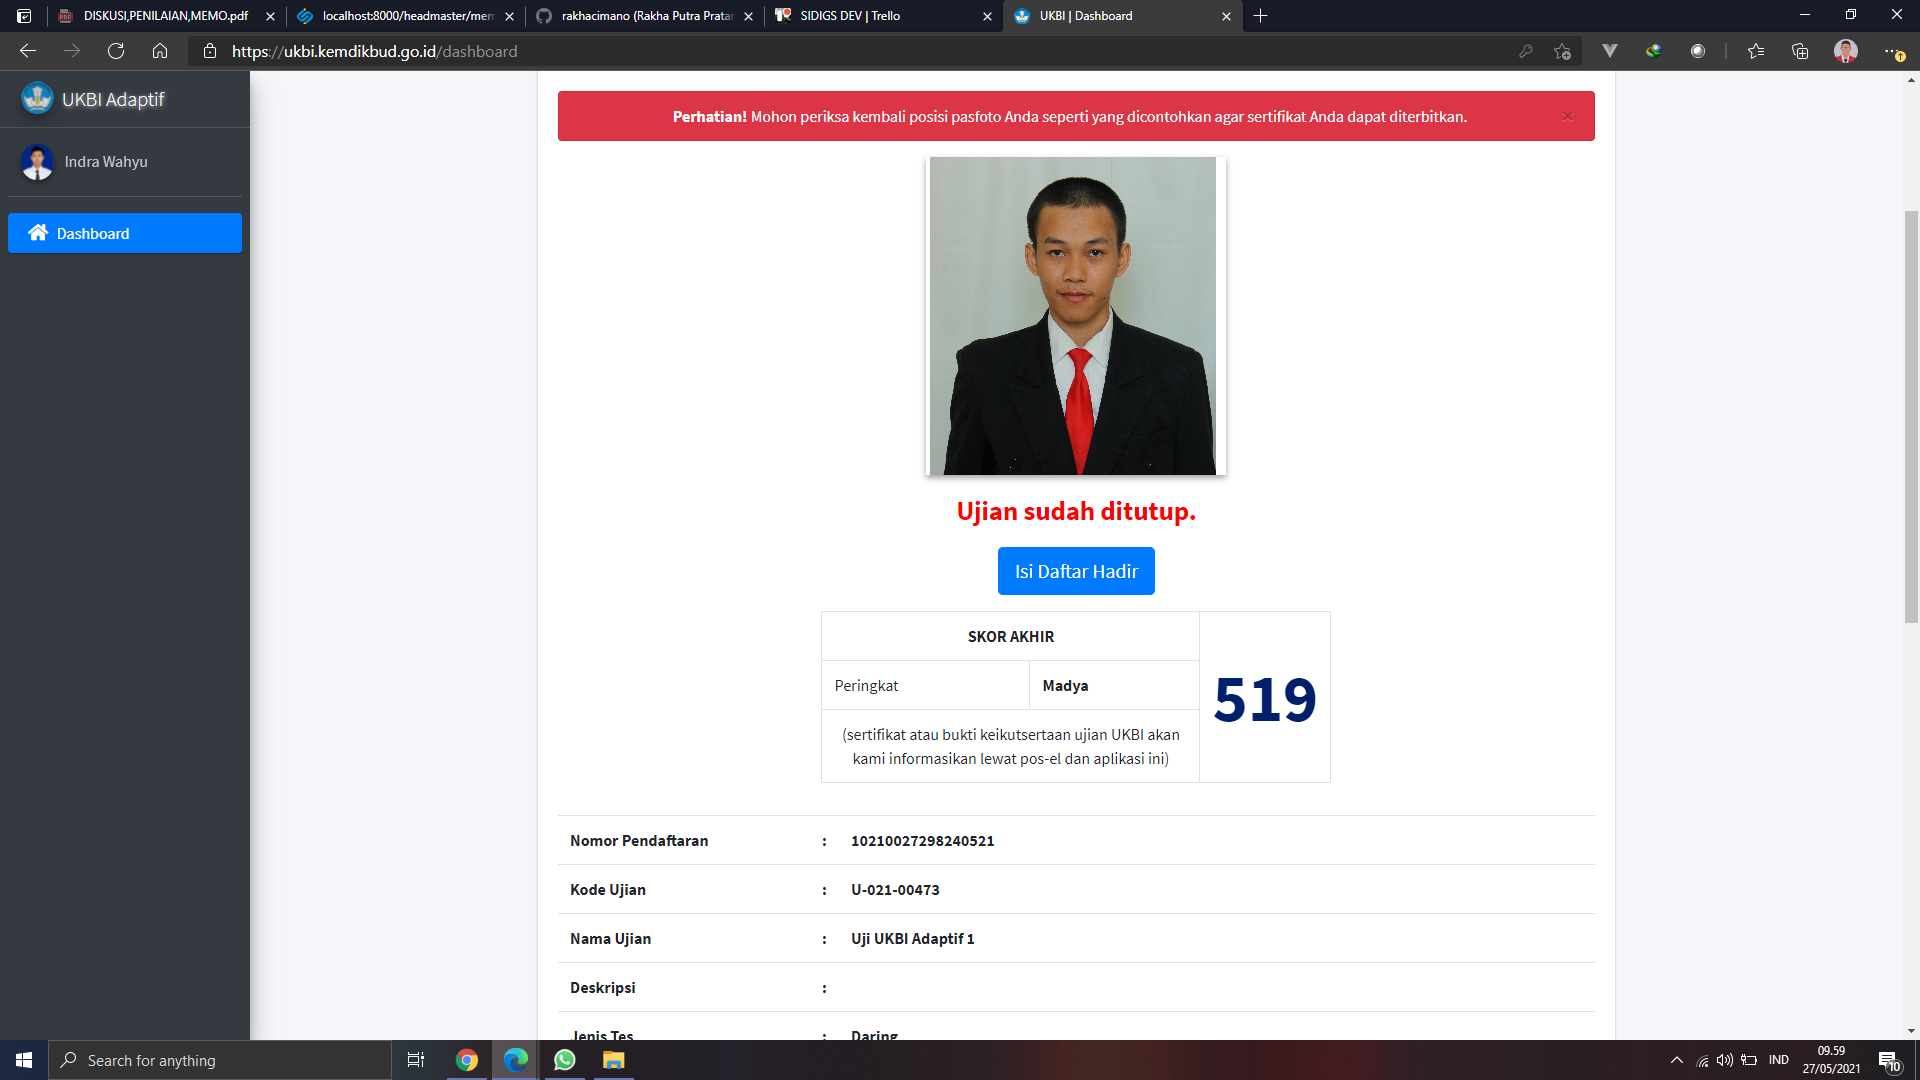 DISKUSI,PENILAIAN,MEMO.pdf
localhost:8000/headmaster/mem
rakhacimano (Rakha Putra Pratar
SIDIGS DEV | Trello
UKBI | Dashboard
https://ukbi.kemdikbud.go.id/dashboard
UKBI Adaptif
Indra Wahyu
Dashboard
Perhatian! Mohon periksa kembali posisi pasfoto Anda seperti yang dicontohkan agar sertifikat Anda dapat diterbitkan.
Ujian sudah ditutup.
Isi Daftar Hadir
SKOR AKHIR
Peringkat
Madya
519
(sertifikat atau bukti keikutsertaan ujian UKBI akan
kami informasikan lewat pos-el dan aplikasi ini)
Nomor Pendaftaran : 10210027298240521
Kode Ujian : U-021-00473
Nama Ujian : Uji UKBI Adaptif 1
Deskripsi :
Jenis Tes : Daring
Search for anything
IND
09.59
27/05/2021
10